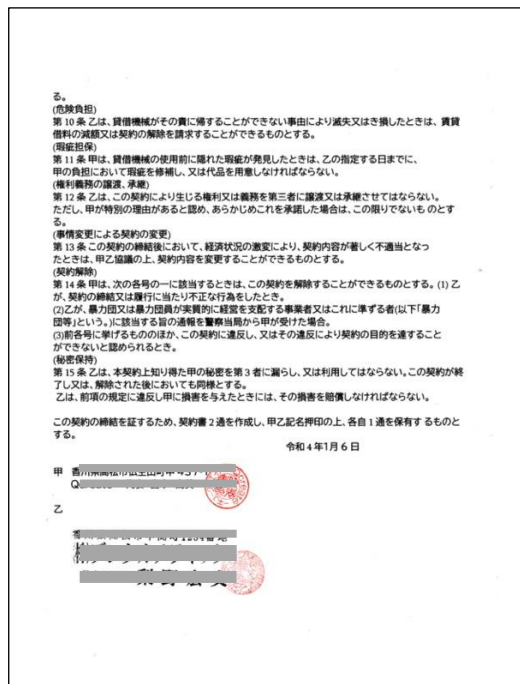 る。
(危険負担)
第10条 乙は、貸借機械がその責に帰することができない事由により滅失又はき損したときは、賃貸
借料の減額又は契約の解除を請求することができるものとする。
(瑕疵担保)
第11条 甲は、貸借機械の使用前に隠れた瑕疵が発見したときは、乙の指定する日までに、
甲の負担において瑕疵を修補し、又は代品を用意しなければならない。
(権利義務の譲渡、承継)
第12条 乙は、この契約により生じる権利又は義務を第三者に譲渡又は承継させてはならない。
ただし、甲が特別の理由があると認め、あらかじめこれを承諾した場合は、この限りでないものとす
る。
(事情変更による契約の変更)
第13条 この契約の締結後において、経済状況の激変により、契約内容が著しく不適当となっ
たときは、甲乙協議の上、契約内容を変更することができるものとする。
(契約解除)
第14条 甲は、次の各号の一に該当するときは、この契約を解除することができるものとする。(1) 乙
が、契約の締結又は履行に当たり不正な行為をしたとき。
(2)乙が、暴力団又は暴力団員が実質的に経営を支配する事業者又はこれに準ずる者(以下「暴力
団等」という。)に該当する旨の通報を警察当局から甲が受けた場合。
(3)前各号に挙げるもののほか、この契約に違反し、又はその違反により契約の目的を達すること
ができないと認められるとき。
(秘密保持)
第15条 乙は、本契約上知り得た甲の秘密を第3者に漏らし、又は利用してはならない。この契約が終
了し又は、解除された後においても同様とする。
乙は、前項の規定に違反し甲に損害を与えたときには、その損害を賠償しなければならない。
この契約の締結を証するため、契約書2通を作成し、甲乙記名押印の上、各自1通を保有するものと
する。
令和4年1月6日
甲
乙